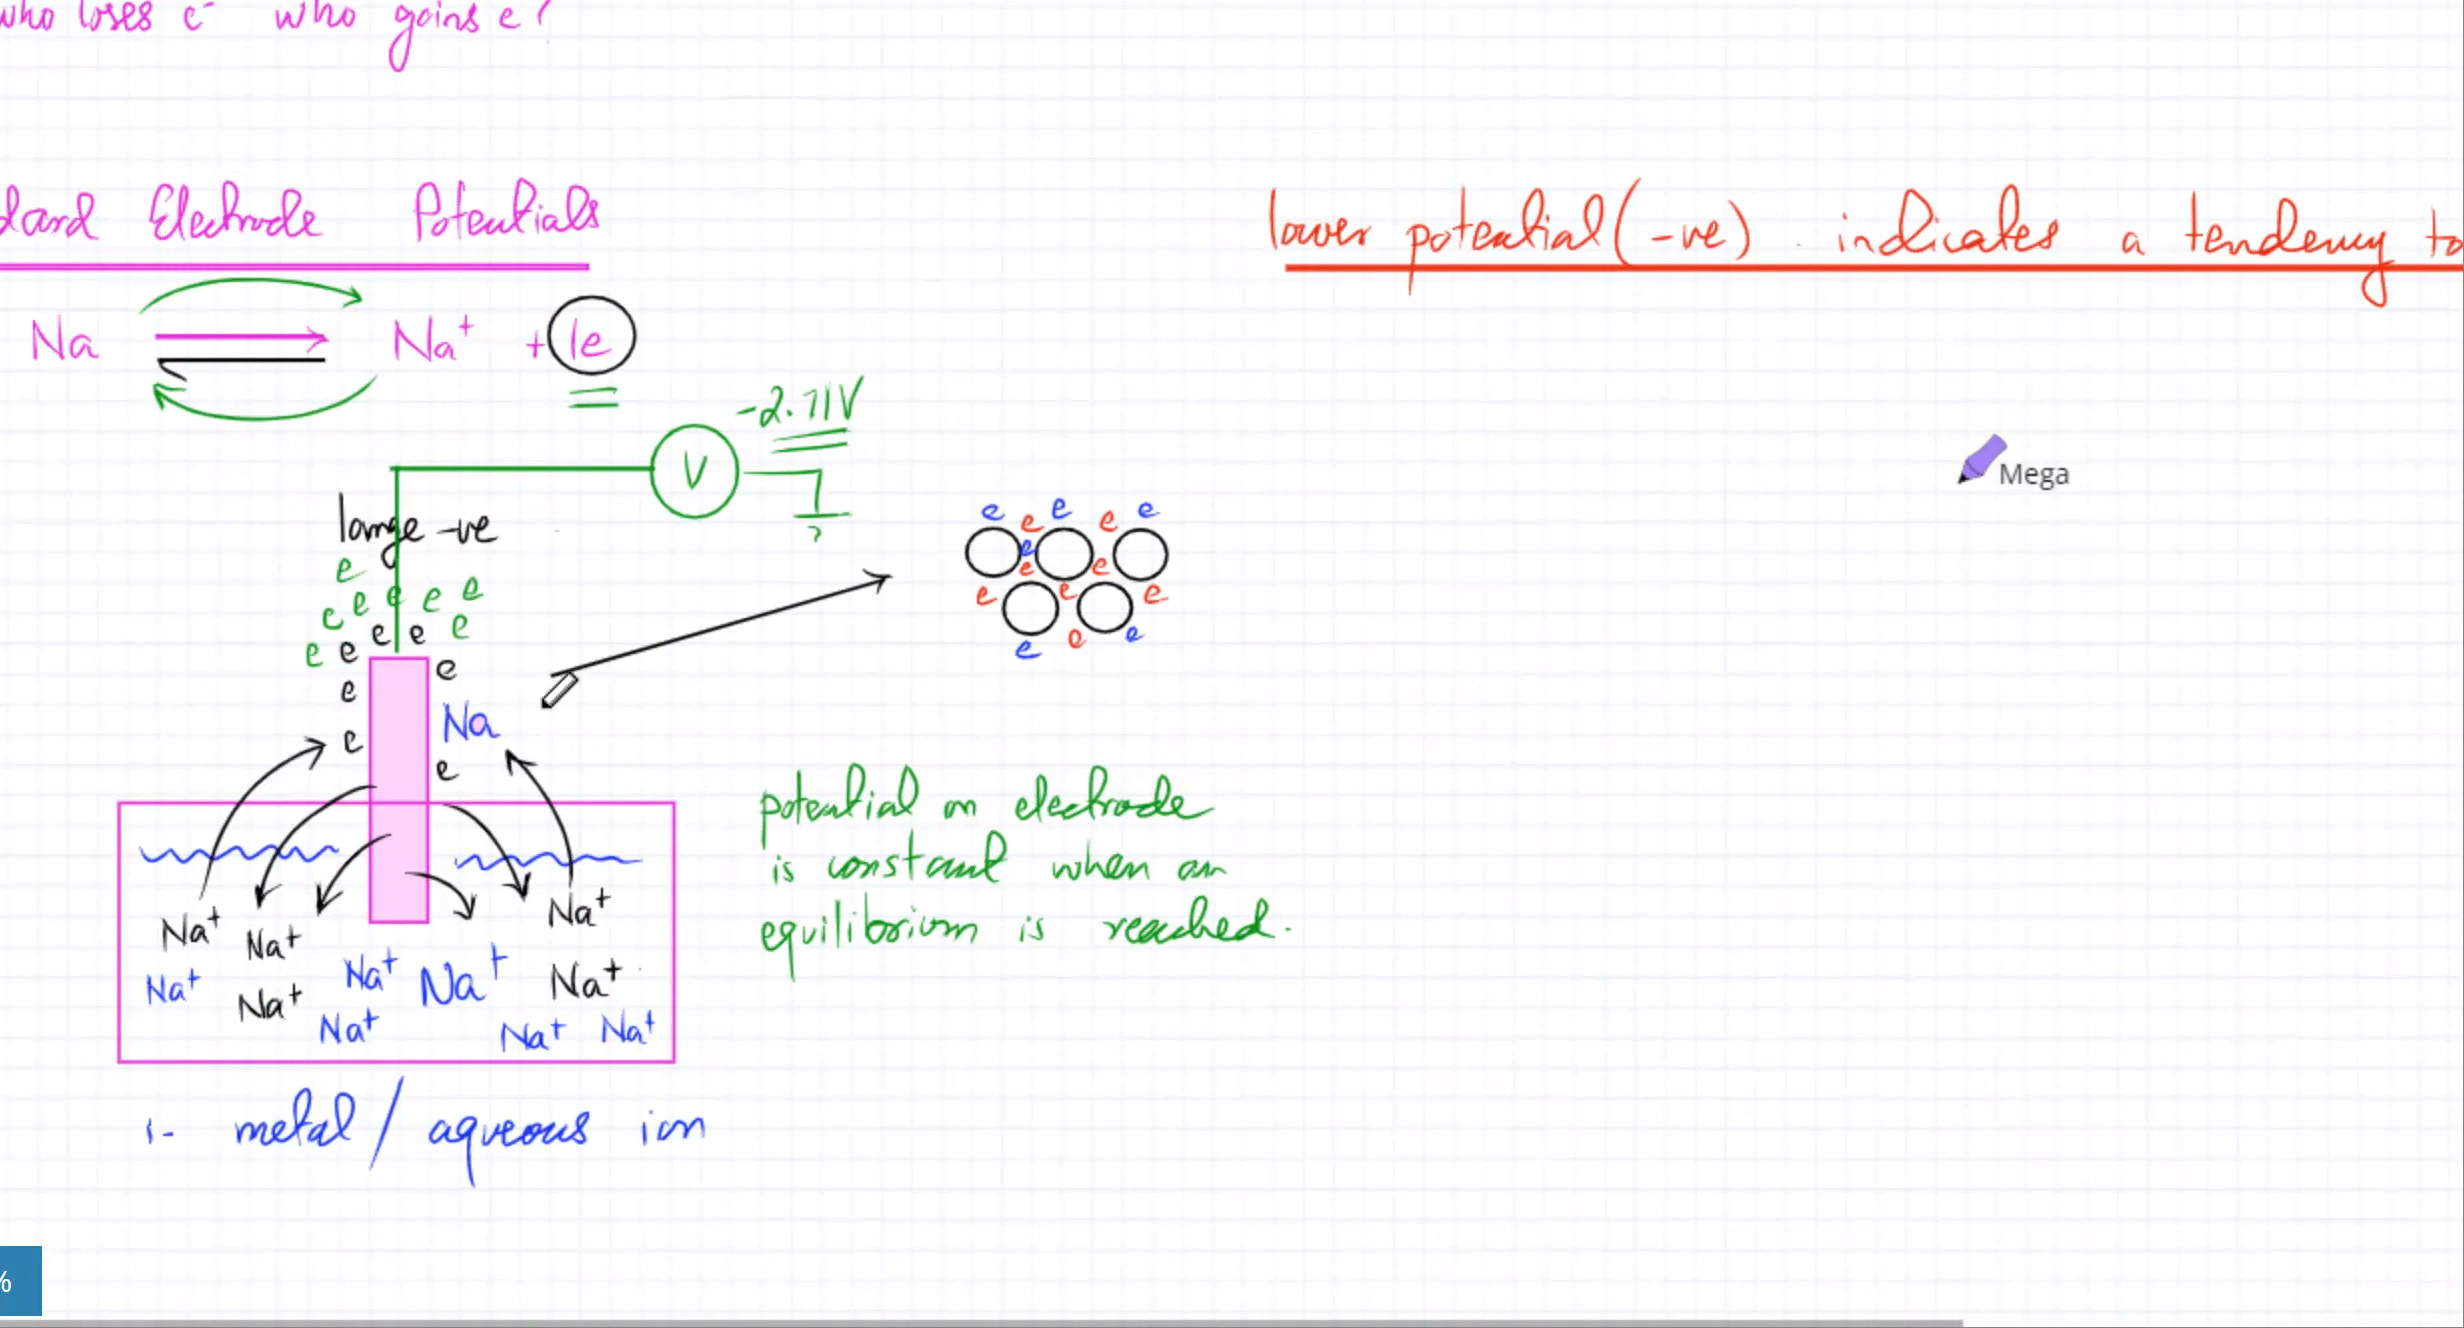 who loses e⁻ who gains e?
dard Electrode Potentials
lower potential (-ve) indicates a tendency to
Na ⇌ Na⁺ + 1e
-2.71V
V
?
large -ve
e e e e e e
e e e e e e
e e e
e e e e
e
e e e e e
e e e e
e e e
e
e
e
e
Na
e
potential on electrode
is constant when an
equilibrium is reached.
Na⁺ Na⁺ Na⁺
Na⁺ Na⁺ Na⁺ Na⁺
Na⁺ Na⁺ Na⁺ Na⁺
1- metal / aqueous ion
Mega
%